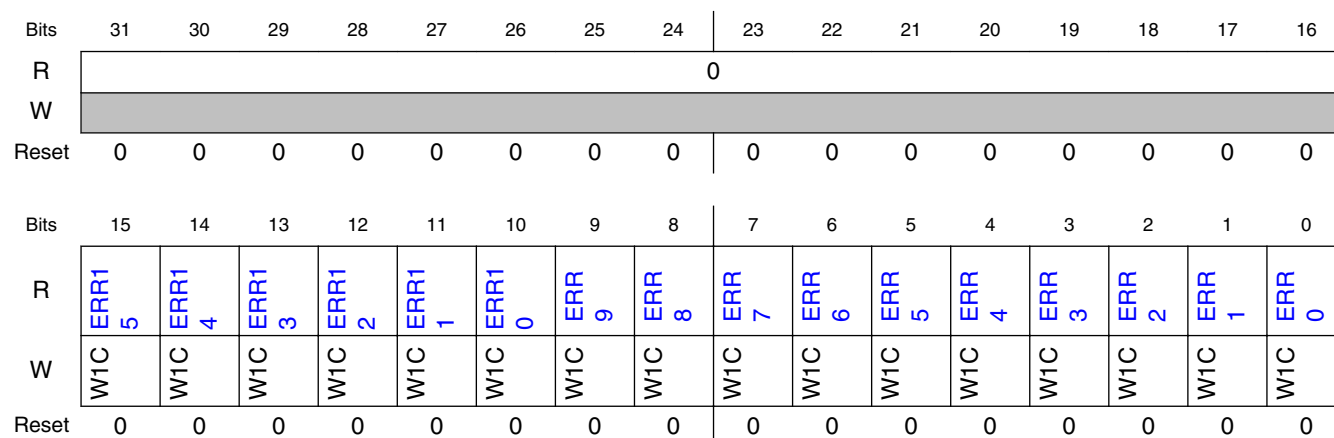 Bits 31 30 29 28 27 26 25 24 23 22 21 20 19 18 17 16
R 0
W
Reset 0 0 0 0 0 0 0 0 0 0 0 0 0 0 0 0
Bits 15 14 13 12 11 10 9 8 7 6 5 4 3 2 1 0
R ERR15 ERR14 ERR13 ERR12 ERR11 ERR10 ERR9 ERR8 ERR7 ERR6 ERR5 ERR4 ERR3 ERR2 ERR1 ERR0
W W1C W1C W1C W1C W1C W1C W1C W1C W1C W1C W1C W1C W1C W1C W1C W1C
Reset 0 0 0 0 0 0 0 0 0 0 0 0 0 0 0 0